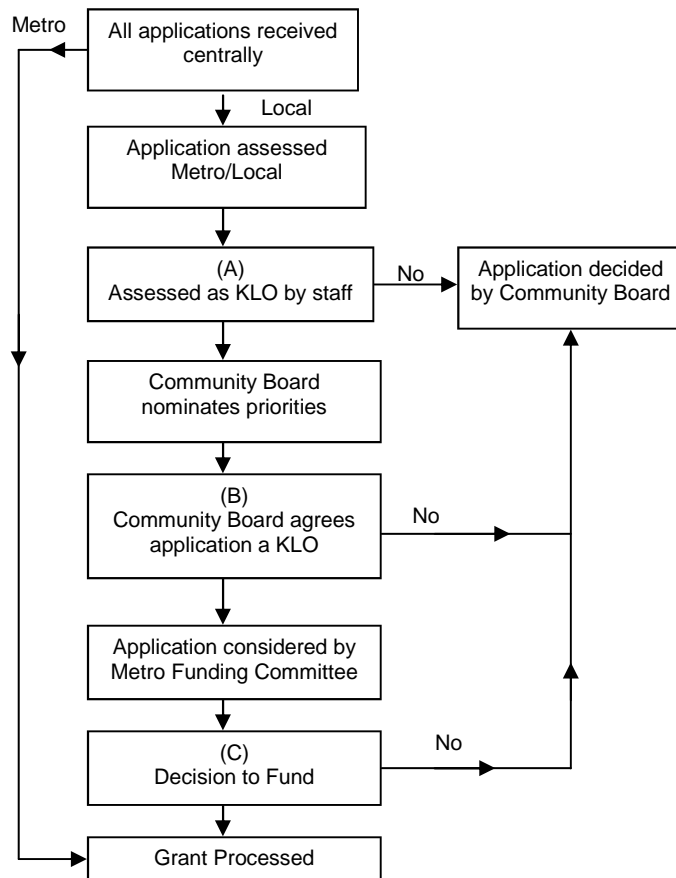 Metro
All applications received
centrally
Local
Application assessed
Metro/Local
(A)
Assessed as KLO by staff
No
Application decided
by Community Board
Community Board
nominates priorities
(B)
Community Board agrees
application a KLO
No
Application considered by
Metro Funding Committee
(C)
Decision to Fund
No
Grant Processed